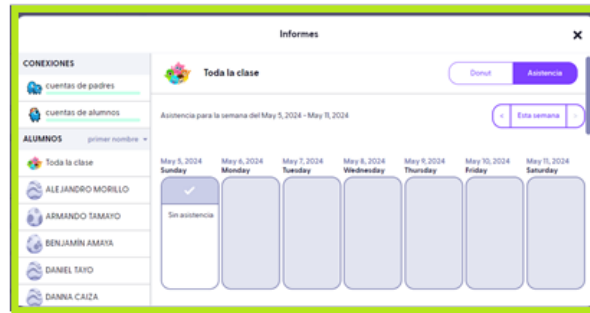 Informes
CONEXIONES
cuentas de padres
cuentas de alumnos
ALUMNOS primer nombre
Toda la clase
ALEJANDRO MORILLO
ARMANDO TAMAYO
BENJAMÍN AMAYA
DANIEL TAYO
DANNA CAIZA
Toda la clase
Donut Asistencia
Asistencia para la semana del May 5, 2024 - May 11, 2024
< Esta semana >
May 5, 2024 May 6, 2024 May 7, 2024 May 8, 2024 May 9, 2024 May 10, 2024 May 11, 2024
Sunday Monday Tuesday Wednesday Thursday Friday Saturday
Sin asistencia